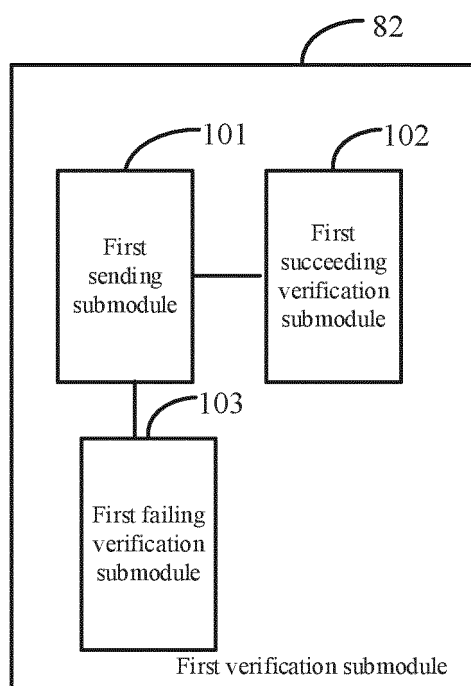 82
101
102
First
sending
submodule
First
succeeding
verification
submodule
103
First failing
verification
submodule
First verification submodule